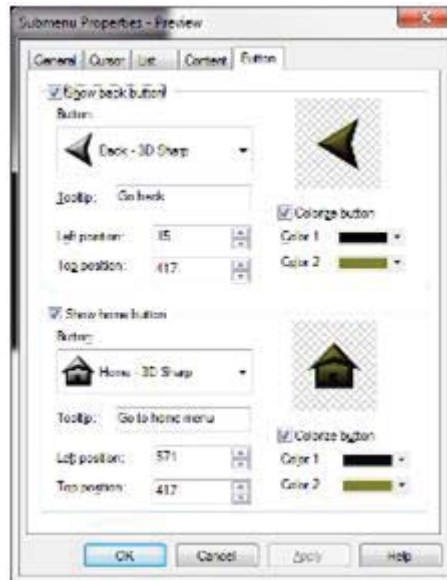 Submenu Properties - Preview
General Cursor List Content Button
Show back button
Button:
Back - 3D Sharp
Tooltip: Go back
Colorize button
Left position: 15
Color 1
Top position: 417
Color 2
Show home button
Button:
Home - 3D Sharp
Tooltip: Go to home menu
Colorize button
Left position: 571
Color 1
Top position: 417
Color 2
OK Cancel Apply Help